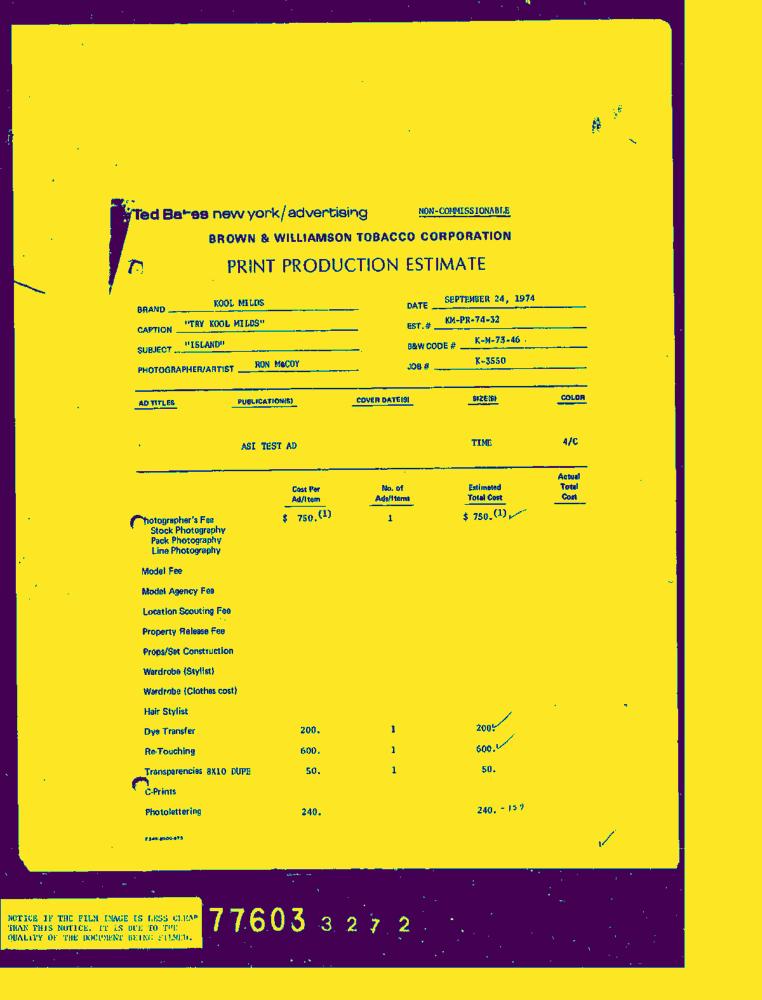 Ted Bates new york/advertising NON-COMMISSIONABLE
BROWN & WILLIAMSON TOBACCO CORPORATION
PRINT PRODUCTION ESTIMATE
BRAND KOOL MILDS DATE SEPTEMBER 24, 1974
CAPTION "TRY KOOL MILDS" EST.# KM-PR-74-32
SUBJECT "ISLAND" B&W CODE # K-M-73-46
PHOTOGRAPHER/ARTIST RON McCOY JOB # K-3550
AD TITLES PUBLICATION(S) COVER DATE(S) SIZE(S) COLOR
ASI TEST AD TIME 4/C
Cost Per Ad/Item No. of Ads/Items Estimated Total Cost Actual Total Cost
Photographer's Fee $ 750.(1) 1 $ 750.(1)
Stock Photography
Pack Photography
Line Photography
Model Fee
Model Agency Fee
Location Scouting Fee
Property Release Fee
Props/Set Construction
Wardrobe (Stylist)
Wardrobe (Clothes cost)
Hair Stylist
Dye Transfer 200. 1 200.
Re-Touching 600. 1 600.
Transparencies 8X10 DUPE 50. 1 50.
C-Prints
Photolettering 240. 240. - 159
NOTICE IF THE FILM IMAGE IS LESS CLEAR
THAN THIS NOTICE. IT IS DUE TO THE
QUALITY OF THE DOCUMENT BEING FILMED.
77603 3272